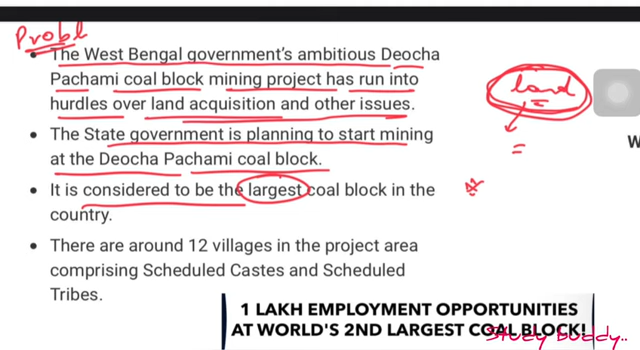 Probl
• The West Bengal government's ambitious Deocha
Pachami coal block mining project has run into
hurdles over land acquisition and other issues.
land
• The State government is planning to start mining
at the Deocha Pachami coal block.
=
W
• It is considered to be the largest coal block in the
country.
• There are around 12 villages in the project area
comprising Scheduled Castes and Scheduled
Tribes.
1 LAKH EMPLOYMENT OPPORTUNITIES
AT WORLD'S 2ND LARGEST COAL BLOCK!
Study buddy..